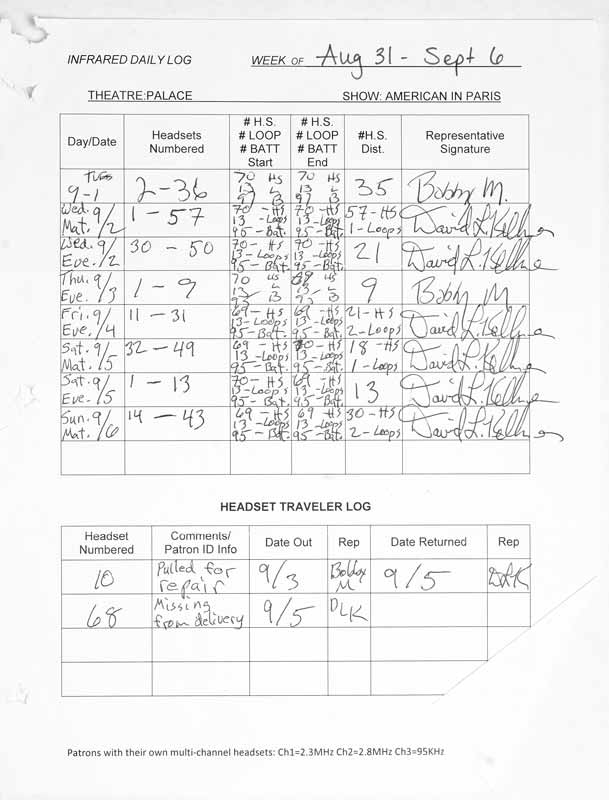 INFRARED DAILY LOG WEEK OF Aug 31 - Sept 6
THEATRE:PALACE SHOW: AMERICAN IN PARIS
Day/Date Headsets Numbered # H.S. # LOOP # BATT Start # H.S. # LOOP # BATT End #H.S. Dist. Representative Signature
Tues 9-1 2-36 70 HS 13 L 70 HS 13 L 35 Bobby M.
Wed. 9/2 Mat. 1 - 57 70 - HS 13 - Loops 95 - Bat. 70 - HS 13 - Loops 95 - Bat. 57 - HS 1 - Loops David L. Kellne
Wed. 9/2 Eve. 30 - 50 70 - HS 13 - Loops 95 - Bat. 70 - HS 13 - Loops 95 - Bat. 21 David L. Kellne
Thu. 9/3 Eve. 1 - 9 70 HS 13 L HS 13 L 9 Bobby M
Fri. 9/4 Eve. 11 - 31 69 - HS 13 - Loops 95 - Bat. 69 - HS 13 - Loops 95 - Bat. 21 - HS 2 - Loops David L. Kellne
Sat. 9/5 Mat. 32 - 49 69 - HS 13 - Loops 95 - Bat. HS 13 - Loops 95 - Bat. 18 - HS 1 - Loops David L. Kellne
Sat. 9/5 Eve. 1 - 13 70 - HS 13 - Loops 95 - Bat. 69 - HS 13 - Loops 95 - Bat. 13 David L. Kellne
Sun. 9/6 Mat. 14 - 43 69 - HS 13 - Loops 95 - Bat. 69 - HS 13 - Loops 95 - Bat. 30 - HS 2 - Loops David L. Kellne
HEADSET TRAVELER LOG
Headset Numbered Comments/ Patron ID Info Date Out Rep Date Returned Rep
10 Pulled for repair 9/3 Bobby M 9/5 DLK
68 Missing from delivery 9/5 DLK
Patrons with their own multi-channel headsets: Ch1=2.3MHz Ch2=2.8MHz Ch3=95KHz